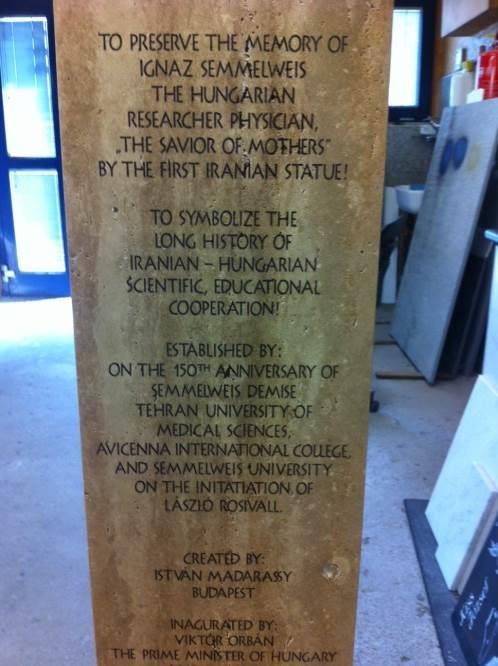 TO PRESERVE THE MEMORY OF
IGNAZ SEMMELWEIS
THE HUNGARIAN
RESEARCHER PHYSICIAN,
„THE SAVIOR OF MOTHERS"
BY THE FIRST IRANIAN STATUE!
TO SYMBOLIZE THE
LONG HISTORY OF
IRANIAN – HUNGARIAN
SCIENTIFIC, EDUCATIONAL
COOPERATION!
ESTABLISHED BY:
ON THE 150TH ANNIVERSARY OF
SEMMELWEIS DEMISE
TEHRAN UNIVERSITY OF
MEDICAL SCIENCES,
AVICENNA INTERNATIONAL COLLEGE,
AND SEMMELWEIS UNIVERSITY
ON THE INITATIATION OF
LÁSZLÓ ROSIVALL.
CREATED BY:
ISTVÁN MADARASSY
BUDAPEST
INAGURATED BY:
VIKTOR ORBÁN
THE PRIME MINISTER OF HUNGARY